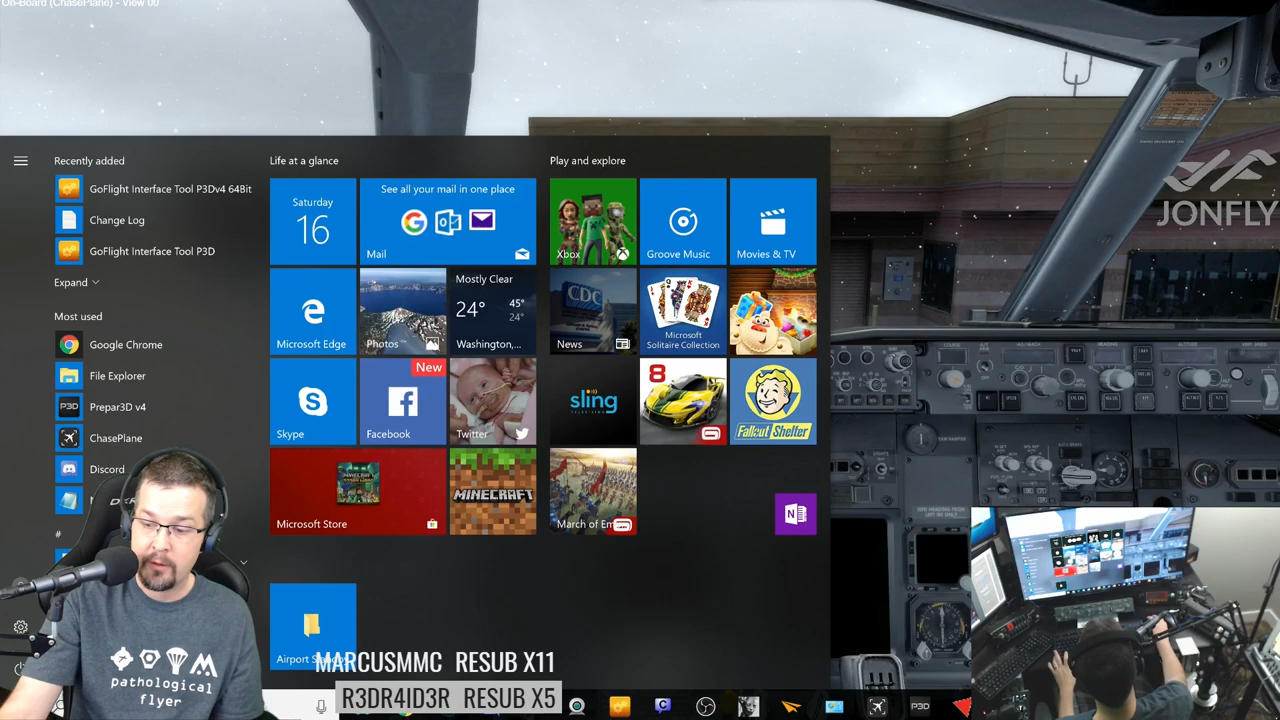 On-Board (ChasePlane) - View 00
Recently added
GoFlight Interface Tool P3Dv4 64Bit
Change Log
GoFlight Interface Tool P3D
Expand
Most used
Google Chrome
File Explorer
P3D
Prepar3D v4
ChasePlane
Discord
#
Life at a glance
Saturday
16
See all your mail in one place
Mail
Microsoft Edge
Photos
Mostly Clear
24°
45°
24°
Washington,...
Skype
New
Facebook
Twitter
Microsoft Store
MINECRAFT
Airport
Play and explore
Xbox
Groove Music
Movies & TV
CDC
News
Microsoft
Solitaire Collection
sling
TELEVISION
8
Fallout Shelter
March of Em
N
JONFLY
pathological
flyer
MARCUSMMC RESUB X11
R3DR4ID3R RESUB X5
P3D